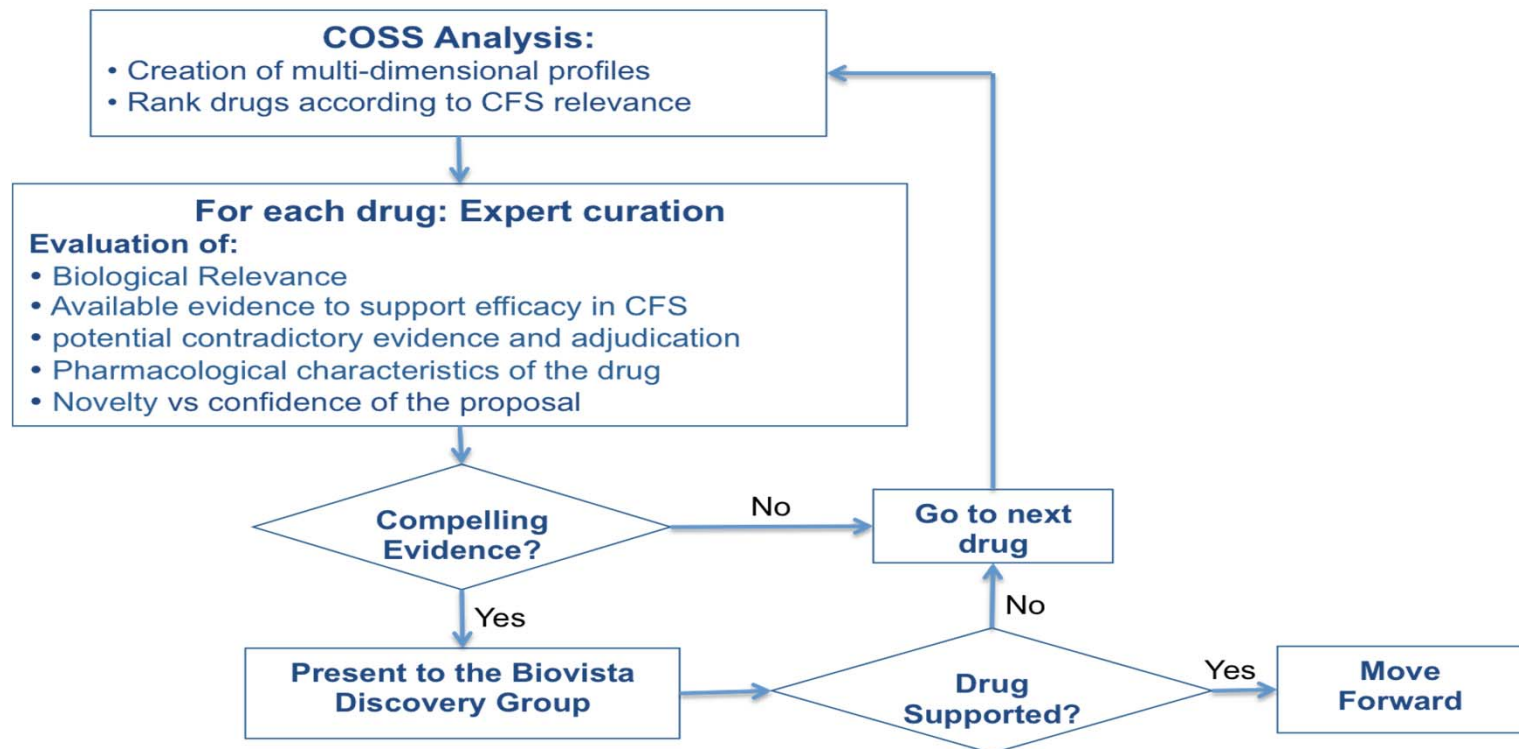 COSS Analysis:
• Creation of multi-dimensional profiles
• Rank drugs according to CFS relevance
For each drug: Expert curation
Evaluation of:
• Biological Relevance
• Available evidence to support efficacy in CFS
• potential contradictory evidence and adjudication
• Pharmacological characteristics of the drug
• Novelty vs confidence of the proposal
Compelling
Evidence?
No
Go to next
drug
Yes
No
Present to the Biovista
Discovery Group
Drug
Supported?
Yes
Move
Forward